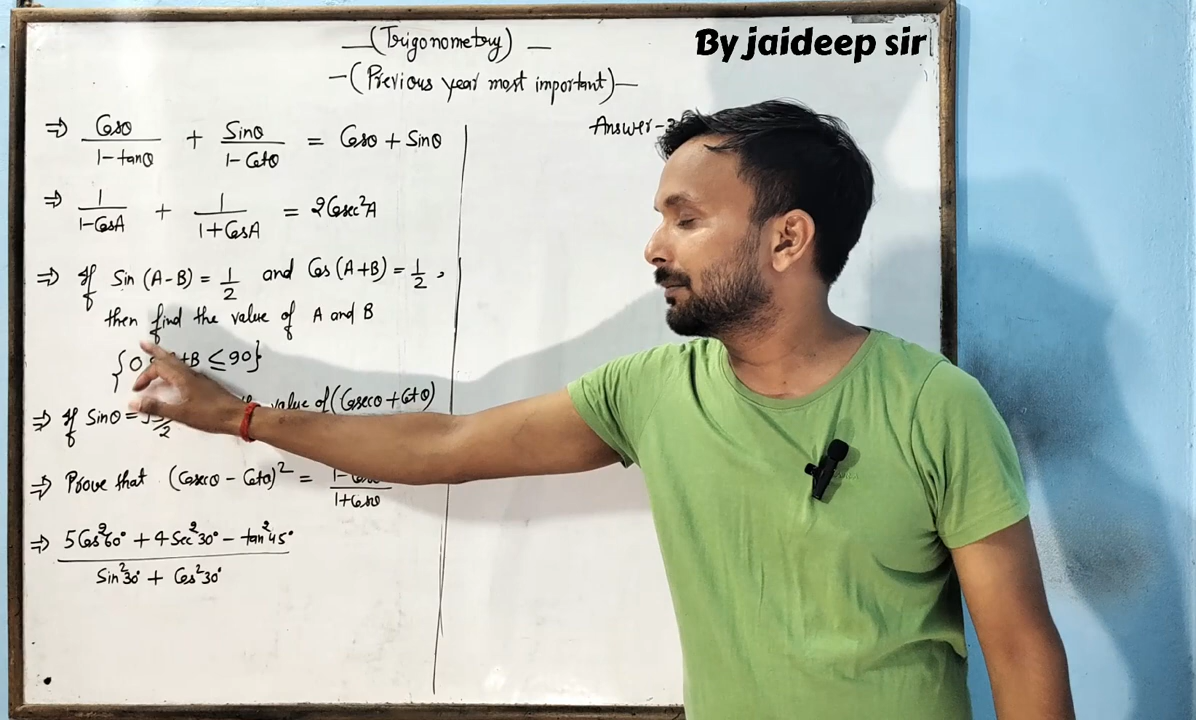 (Trigonometry)
By jaideep sir
(Previous year most important)
Answer-
⇒ Cosθ/1-tanθ + Sinθ/1-Cotθ = Cosθ + Sinθ
⇒ 1/1-CosA + 1/1+CosA = 2Cosec²A
⇒ If Sin (A-B) = 1/2 and Cos (A+B) = 1/2,
then find the value of A and B
{0 +B ≤90}
⇒ If Sinθ = value of (Cosecθ + Cotθ)
⇒ Prove that (Cosecθ - Cotθ)² = 1-Cosθ/1+Cosθ
⇒ 5Cos²60° + 4Sec²30° - tan²45°
Sin²30° + Cos²30°